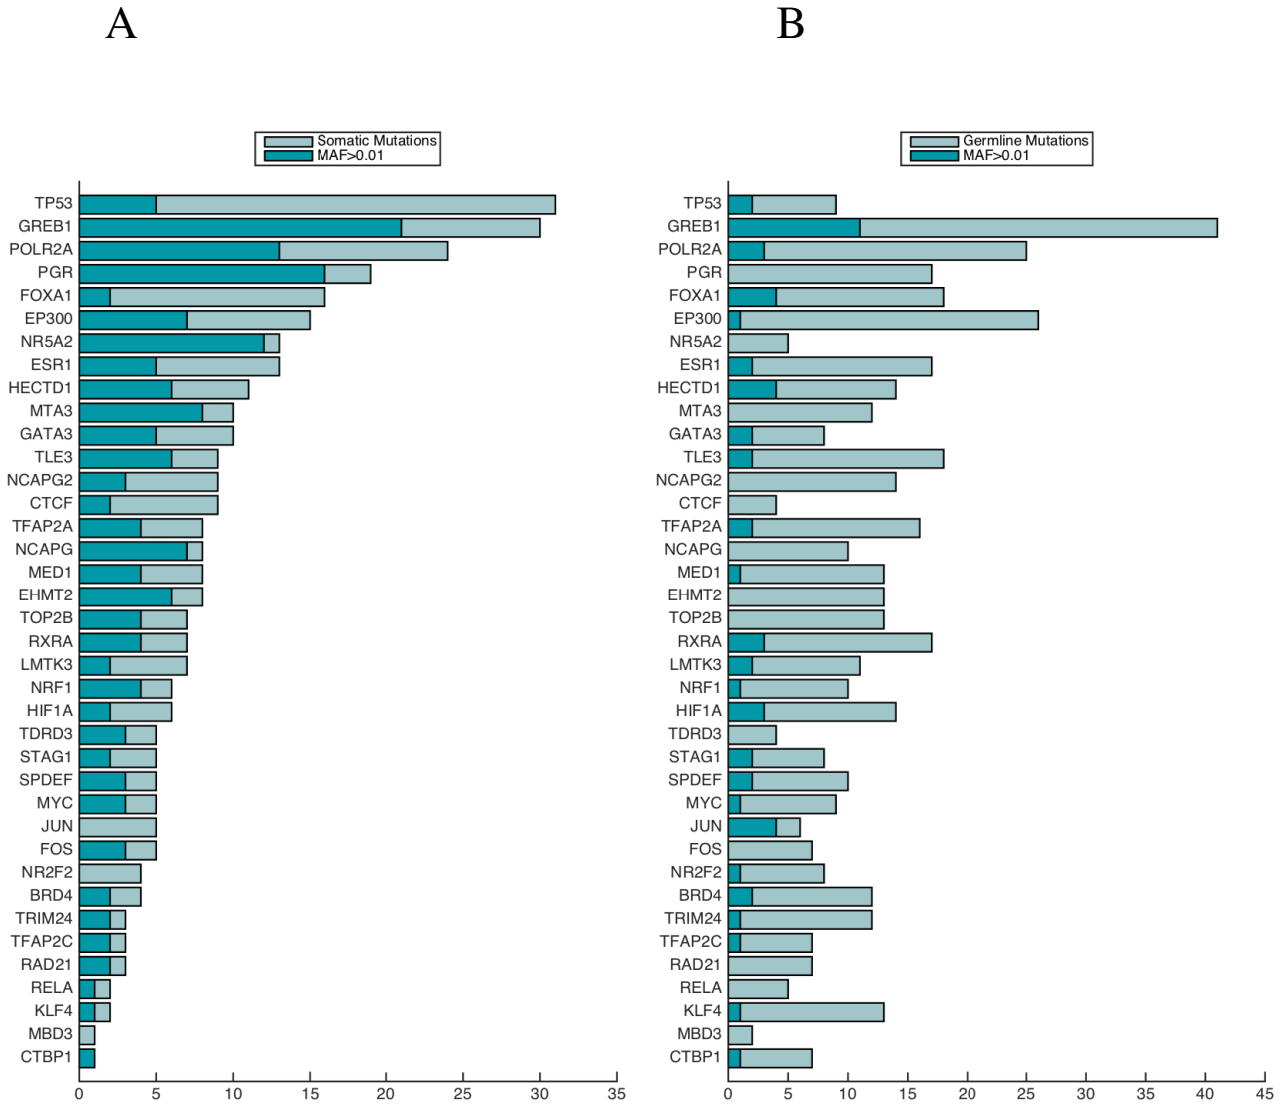 A
B
Somatic Mutations
MAF>0.01
TP53
GREB1
POLR2A
PGR
FOXA1
EP300
NR5A2
ESR1
HECTD1
MTA3
GATA3
TLE3
NCAPG2
CTCF
TFAP2A
NCAPG
MED1
EHMT2
TOP2B
RXRA
LMTK3
NRF1
HIF1A
TDRD3
STAG1
SPDEF
MYC
JUN
FOS
NR2F2
BRD4
TRIM24
TFAP2C
RAD21
RELA
KLF4
MBD3
CTBP1
0 5 10 15 20 25 30 35
Germline Mutations
MAF>0.01
TP53
GREB1
POLR2A
PGR
FOXA1
EP300
NR5A2
ESR1
HECTD1
MTA3
GATA3
TLE3
NCAPG2
CTCF
TFAP2A
NCAPG
MED1
EHMT2
TOP2B
RXRA
LMTK3
NRF1
HIF1A
TDRD3
STAG1
SPDEF
MYC
JUN
FOS
NR2F2
BRD4
TRIM24
TFAP2C
RAD21
RELA
KLF4
MBD3
CTBP1
0 5 10 15 20 25 30 35 40 45